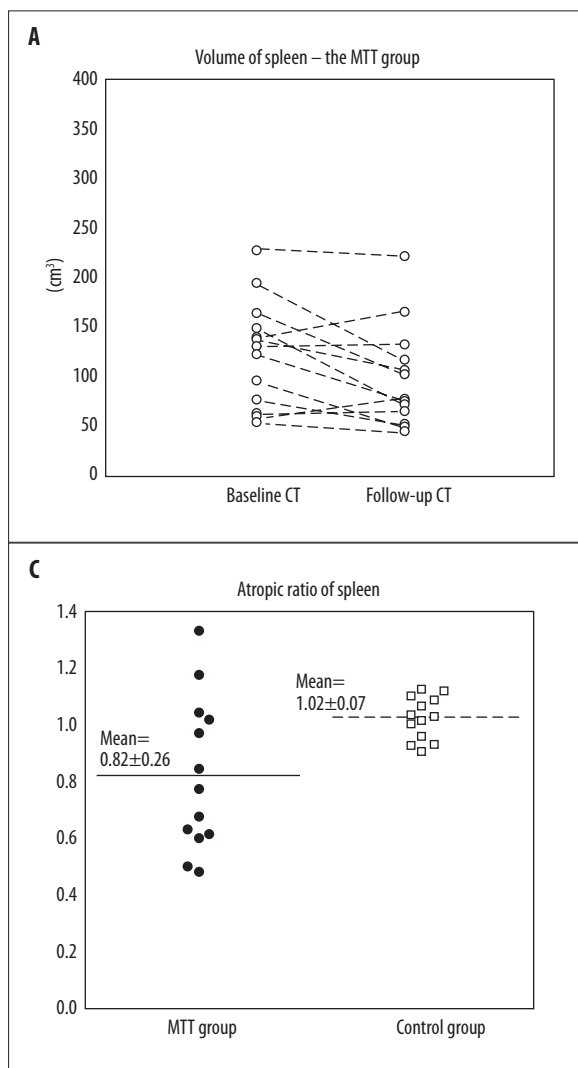 A
Volume of spleen – the MTT group
400
350
300
250
200
150
100
50
0
(cm³)
Baseline CT Follow-up CT
C
Atropic ratio of spleen
1.4
1.2
1.0
0.8
0.6
0.4
0.2
0.0
Mean=
0.82±0.26
Mean=
1.02±0.07
MTT group Control group